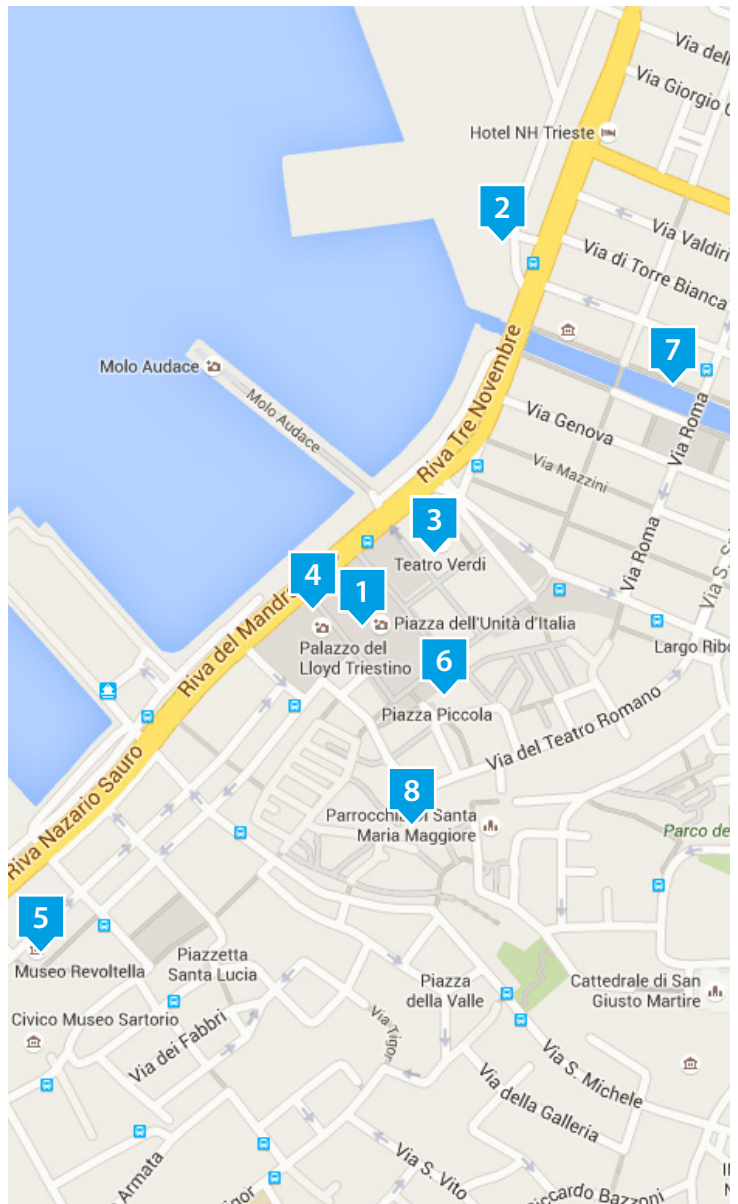 Via dell
Via Giorgio
Hotel NH Trieste
2
Via Valdiri
Via di Torre Bianca
7
Molo Audace
Molo Audace
Riva Tre Novembre
Via Genova
Via Roma
Via Mazzini
3
Teatro Verdi
Via Roma
Via S.
4
1
Piazza dell'Unità d'Italia
Palazzo del
Lloyd Triestino
Riva del Mandr
6
Largo Ribo
Piazza Piccola
Via del Teatro Romano
Riva Nazario Sauro
8
Parrocchia di Santa
Maria Maggiore
Parco de
5
Museo Revoltella
Piazzetta
Santa Lucia
Piazza
della Valle
Cattedrale di San
Giusto Martire
Civico Museo Sartorio
Via dei Fabbri
Via Tigor
Via S. Michele
Via della Galleria
Via S. Vito
Armata
igor
iccardo Bazzoni